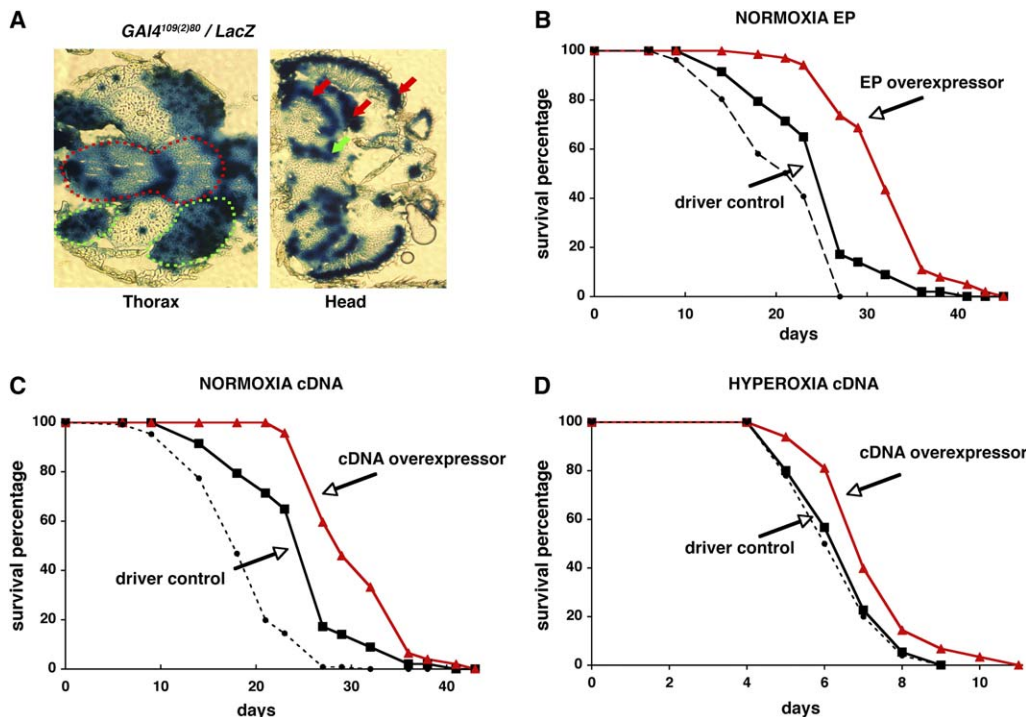 A
GAl4109(2)80 / LacZ
Thorax
Head
B
NORMOXIA EP
survival percentage
100
80
60
40
20
0
EP overexpressor
driver control
0 10 20 30 40
days
C
NORMOXIA cDNA
survival percentage
100
80
60
40
20
0
cDNA overexpressor
driver control
0 10 20 30 40
days
D
HYPEROXIA cDNA
survival percentage
100
80
60
40
20
0
cDNA overexpressor
driver control
0 2 4 6 8 10
days